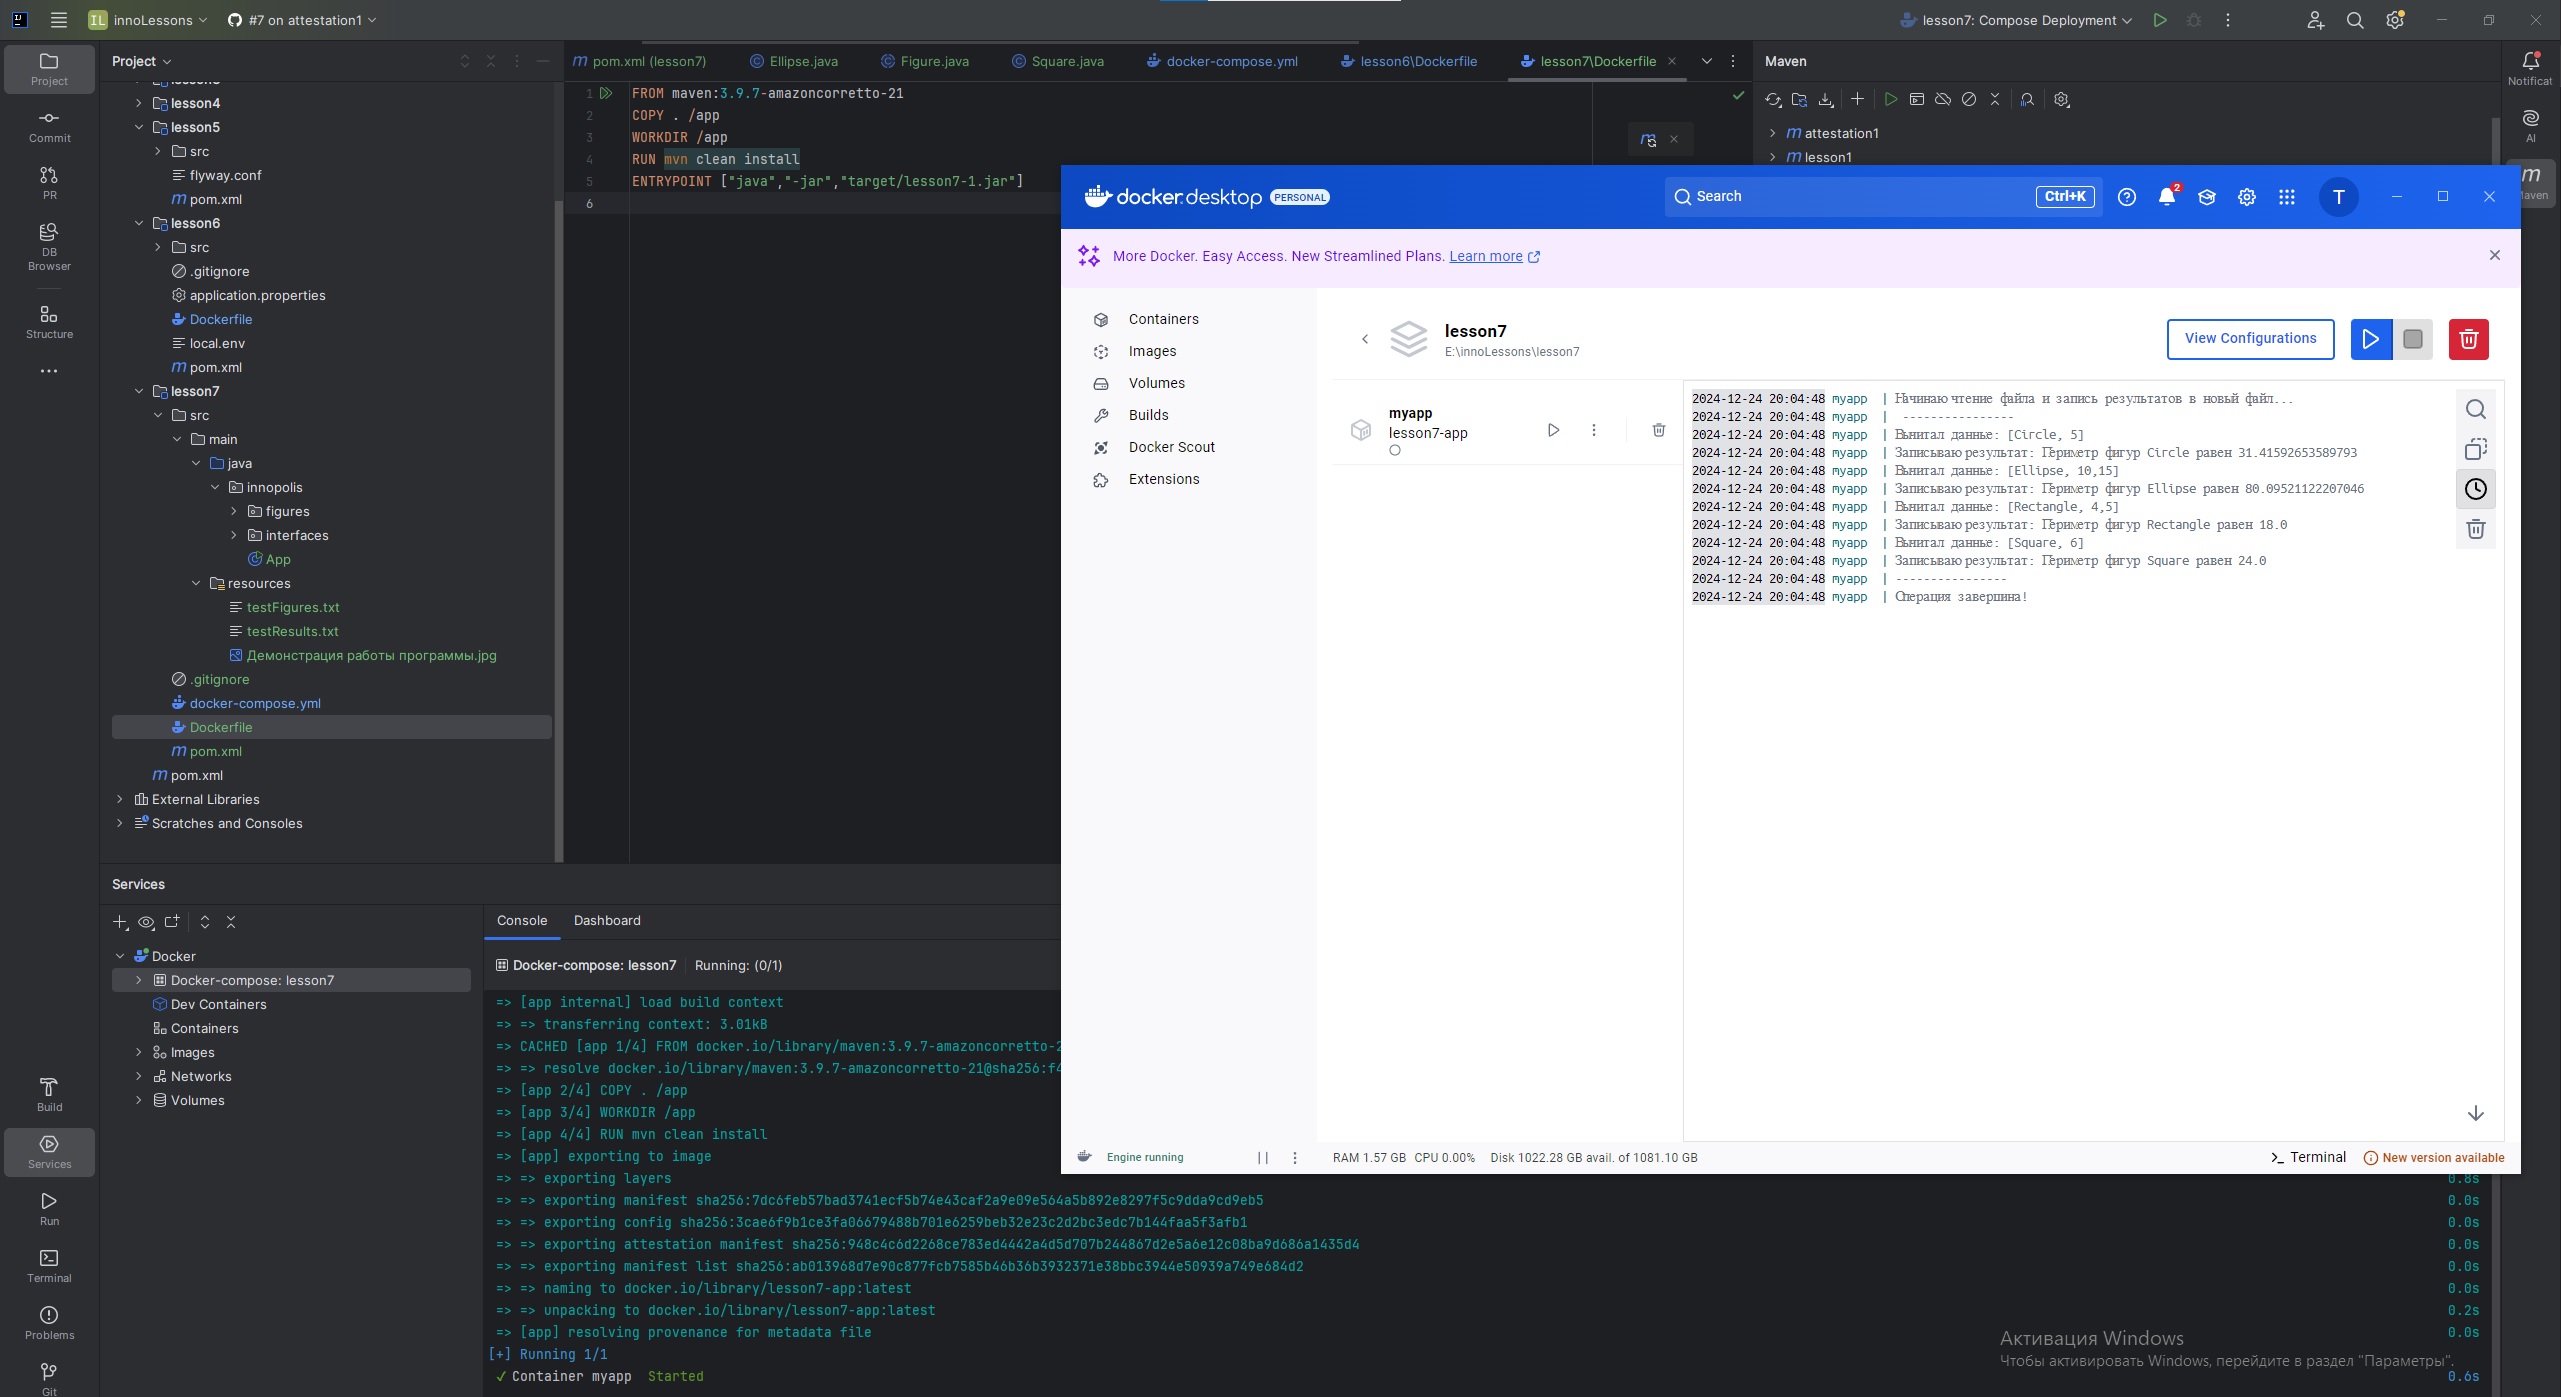 innoLessons
#7 on attestation1
lesson7: Compose Deployment
Project
Commit
PR
DB Browser
Structure
Build
Services
Run
Terminal
Problems
Git
Project
lesson4
lesson5
src
flyway.conf
pom.xml
lesson6
src
.gitignore
application.properties
Dockerfile
local.env
pom.xml
lesson7
src
main
java
innopolis
figures
interfaces
App
resources
testFigures.txt
testResults.txt
Демонстрация работы программы.jpg
.gitignore
docker-compose.yml
Dockerfile
pom.xml
pom.xml
External Libraries
Scratches and Consoles
pom.xml (lesson7)
Ellipse.java
Figure.java
Square.java
docker-compose.yml
lesson6\Dockerfile
lesson7\Dockerfile
1 FROM maven:3.9.7-amazoncorretto-21
2 COPY . /app
3 WORKDIR /app
4 RUN mvn clean install
5 ENTRYPOINT ["java","-jar","target/lesson7-1.jar"]
6
Maven
attestation1
lesson1
Notificat
AI
Maven
docker.desktop PERSONAL
Search
Ctrl+K
2
T
More Docker. Easy Access. New Streamlined Plans. Learn more
Containers
Images
Volumes
Builds
Docker Scout
Extensions
lesson7
E:\innoLessons\lesson7
View Configurations
myapp
lesson7-app
2024-12-24 20:04:48 myapp | Начинаю чтение файла и запись результатов в новый файл...
2024-12-24 20:04:48 myapp | ---------------
2024-12-24 20:04:48 myapp | Вычитал данные: [Circle, 5]
2024-12-24 20:04:48 myapp | Записываю результат: Периметр фигур Circle равен 31.41592653589793
2024-12-24 20:04:48 myapp | Вычитал данные: [Ellipse, 10,15]
2024-12-24 20:04:48 myapp | Записываю результат: Периметр фигур Ellipse равен 80.09521122207046
2024-12-24 20:04:48 myapp | Вычитал данные: [Rectangle, 4,5]
2024-12-24 20:04:48 myapp | Записываю результат: Периметр фигур Rectangle равен 18.0
2024-12-24 20:04:48 myapp | Вычитал данные: [Square, 6]
2024-12-24 20:04:48 myapp | Записываю результат: Периметр фигур Square равен 24.0
2024-12-24 20:04:48 myapp | ----------------
2024-12-24 20:04:48 myapp | Операция завершина!
Engine running
RAM 1.57 GB CPU 0.00% Disk 1022.28 GB avail. of 1081.10 GB
Terminal
New version available
Services
Docker
Docker-compose: lesson7
Dev Containers
Containers
Images
Networks
Volumes
Console
Dashboard
Docker-compose: lesson7 Running: (0/1)
=> [app internal] load build context
=> => transferring context: 3.01kB
=> CACHED [app 1/4] FROM docker.io/library/maven:3.9.7-amazoncorretto-2
=> => resolve docker.io/library/maven:3.9.7-amazoncorretto-21@sha256:f4
=> [app 2/4] COPY . /app
=> [app 3/4] WORKDIR /app
=> [app 4/4] RUN mvn clean install
=> [app] exporting to image
=> => exporting layers 0.8s
=> => exporting manifest sha256:7dc6feb57bad3741ecf5b74e43caf2a9e09e564a5b892e8297f5c9dda9cd9eb5 0.0s
=> => exporting config sha256:3cae6f9b1ce3fa06679488b701e6259beb32e23c2d2bc3edc7b144faa5f3afb1 0.0s
=> => exporting attestation manifest sha256:948c4c6d2268ce783ed4442a4d5d707b244867d2e5a6e12c08ba9d686a1435d4 0.0s
=> => exporting manifest list sha256:ab013968d7e90c877fcb7585b46b36b3932371e38bbc3944e50939a749e684d2 0.0s
=> => naming to docker.io/library/lesson7-app:latest 0.0s
=> => unpacking to docker.io/library/lesson7-app:latest 0.2s
=> [app] resolving provenance for metadata file 0.0s
[+] Running 1/1
✓ Container myapp Started 0.6s
Активация Windows
Чтобы активировать Windows, перейдите в раздел "Параметры".